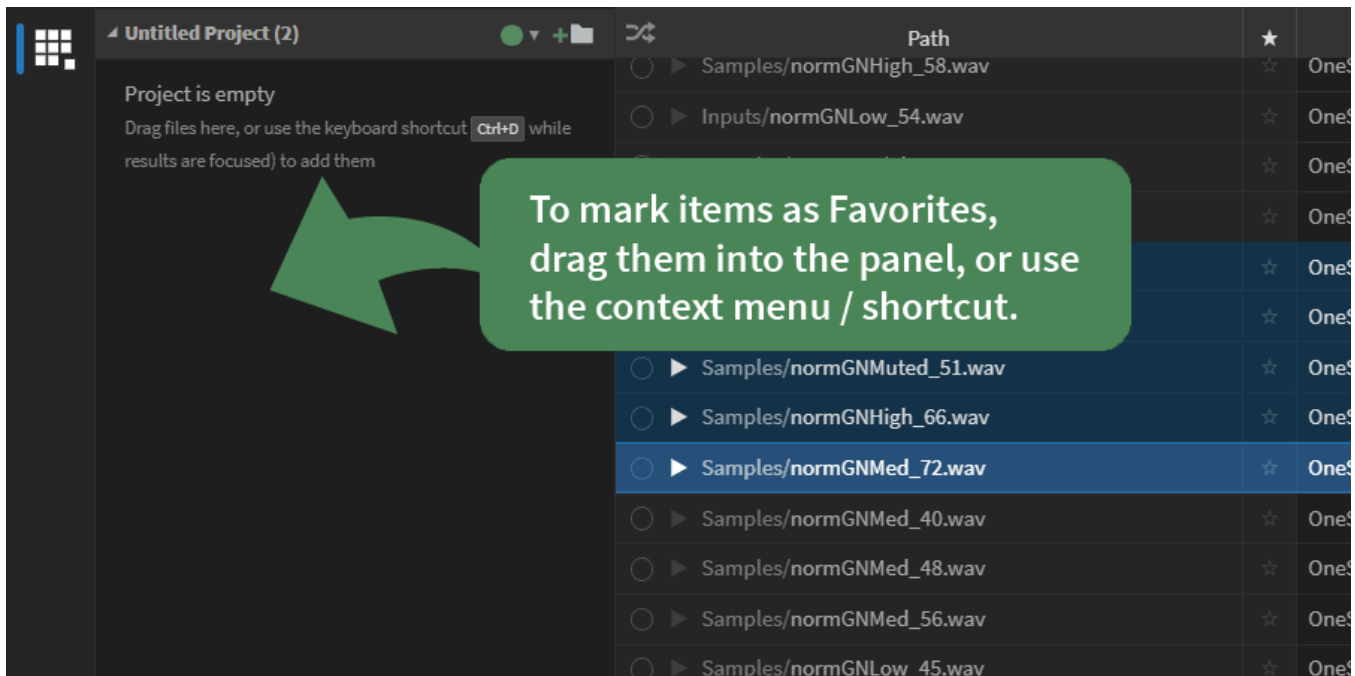 Untitled Project (2)
Project is empty
Drag files here, or use the keyboard shortcut Ctrl+D while
results are focused) to add them
To mark items as Favorites,
drag them into the panel, or use
the context menu / shortcut.
Path ★
Samples/normGNHigh_58.wav OneS
Inputs/normGNLow_54.wav OneS
OneS
OneS
OneS
OneS
Samples/normGNMuted_51.wav OneS
Samples/normGNHigh_66.wav OneS
Samples/normGNMed_72.wav OneS
Samples/normGNMed_40.wav OneS
Samples/normGNMed_48.wav OneS
Samples/normGNMed_56.wav OneS
Samples/normGNLow_45.wav OneS